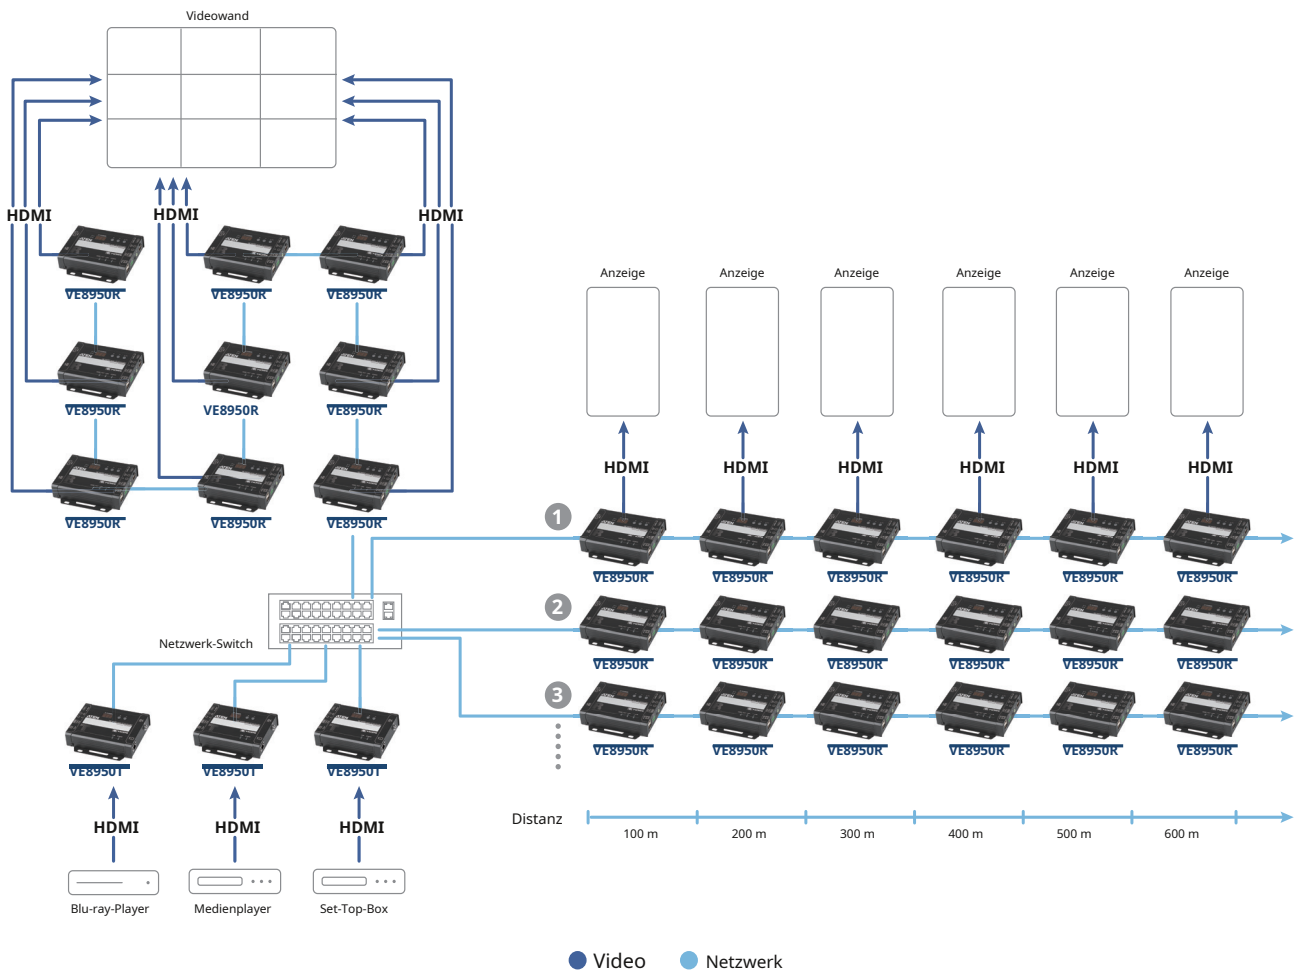 Videowand
HDMI
HDMI
HDMI
VE8950R
VE8950R
VE8950R
VE8950R
VE8950R
VE8950R
VE8950R
VE8950R
VE8950R
Anzeige
Anzeige
Anzeige
Anzeige
Anzeige
Anzeige
HDMI
HDMI
HDMI
HDMI
HDMI
HDMI
1
VE8950R
VE8950R
VE8950R
VE8950R
VE8950R
VE8950R
2
VE8950R
VE8950R
VE8950R
VE8950R
VE8950R
VE8950R
3
VE8950R
VE8950R
VE8950R
VE8950R
VE8950R
VE8950R
Netzwerk-Switch
VE8950T
VE8950T
VE8950T
HDMI
HDMI
HDMI
Blu-ray-Player
Medienplayer
Set-Top-Box
Distanz
100 m
200 m
300 m
400 m
500 m
600 m
Video
Netzwerk